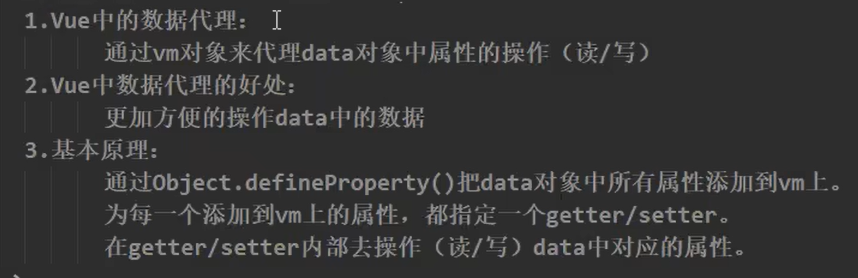 1.Vue中的数据代理：
通过vm对象来代理data对象中属性的操作（读/写）
2.Vue中数据代理的好处：
更加方便的操作data中的数据
3.基本原理：
通过Object.defineProperty()把data对象中所有属性添加到vm上。
为每一个添加到vm上的属性，都指定一个getter/setter。
在getter/setter内部去操作（读/写）data中对应的属性。